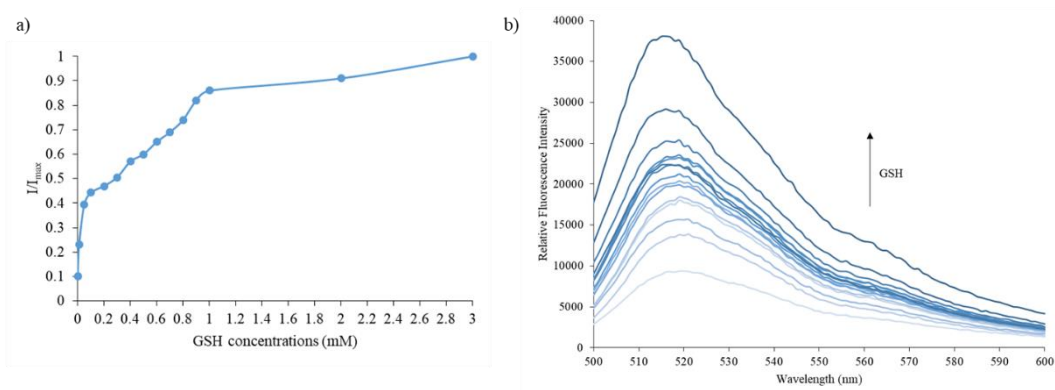 a)
I/Imax
1
0.9
0.8
0.7
0.6
0.5
0.4
0.3
0.2
0.1
0
0 0.2 0.4 0.6 0.8 1 1.2 1.4 1.6 1.8 2 2.2 2.4 2.6 2.8 3
GSH concentrations (mM)
b)
Relative Fluorescence Intensity
40000
35000
30000
25000
20000
15000
10000
5000
0
GSH
500 510 520 530 540 550 560 570 580 590 600
Wavelength (nm)